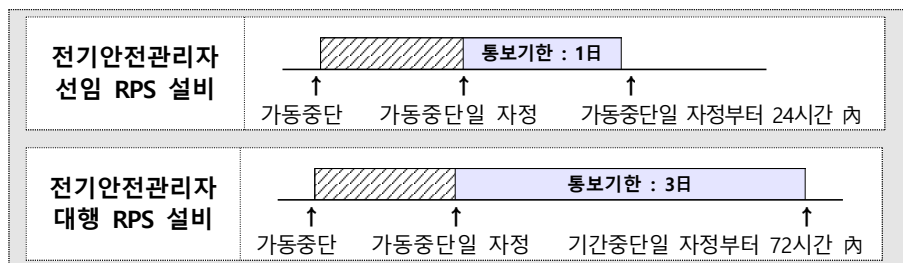 전기안전관리자
선임 RPS 설비
통보기한 : 1日
↑ ↑ ↑
가동중단 가동중단일 자정 가동중단일 자정부터 24시간 內
전기안전관리자
대행 RPS 설비
통보기한 : 3日
↑ ↑ ↑
가동중단 가동중단일 자정 기간중단일 자정부터 72시간 內